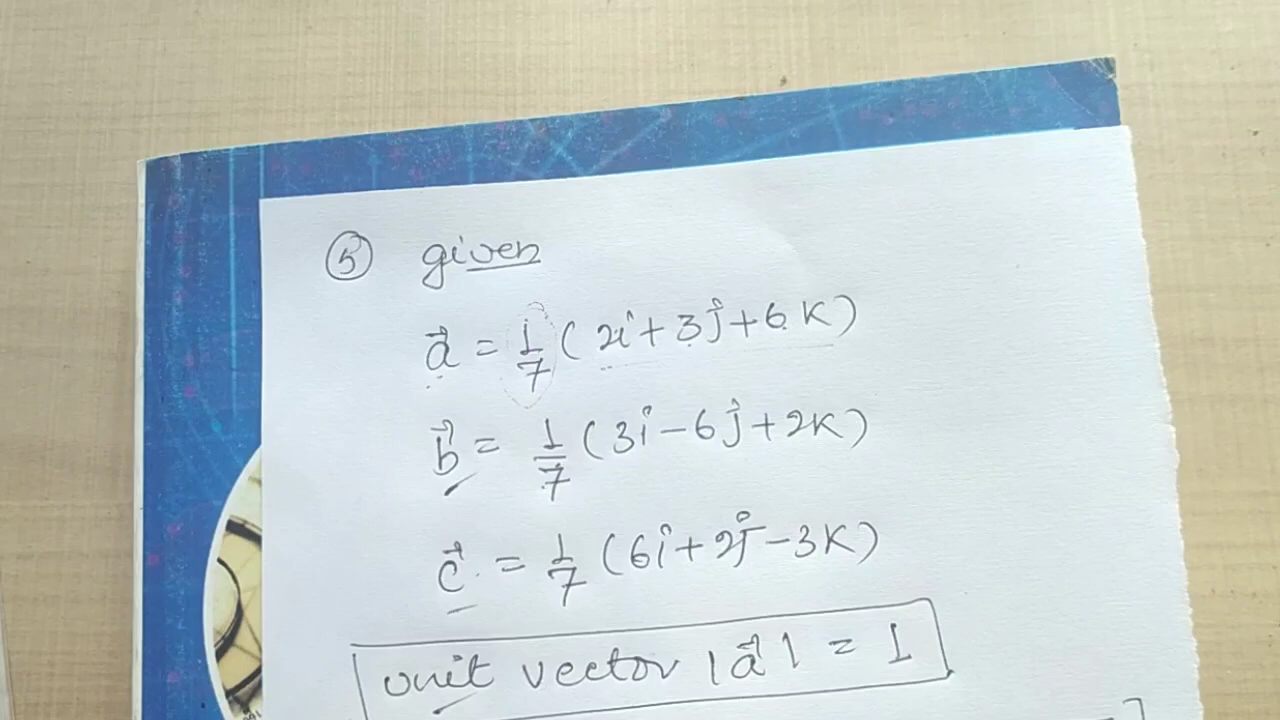 ⑤ given
a⃗ = 1/7 ( 2i + 3j + 6K )
b⃗ = 1/7 ( 3i - 6j + 2K )
c⃗ = 1/7 ( 6i + 2j - 3K )
unit vector |a⃗| = 1